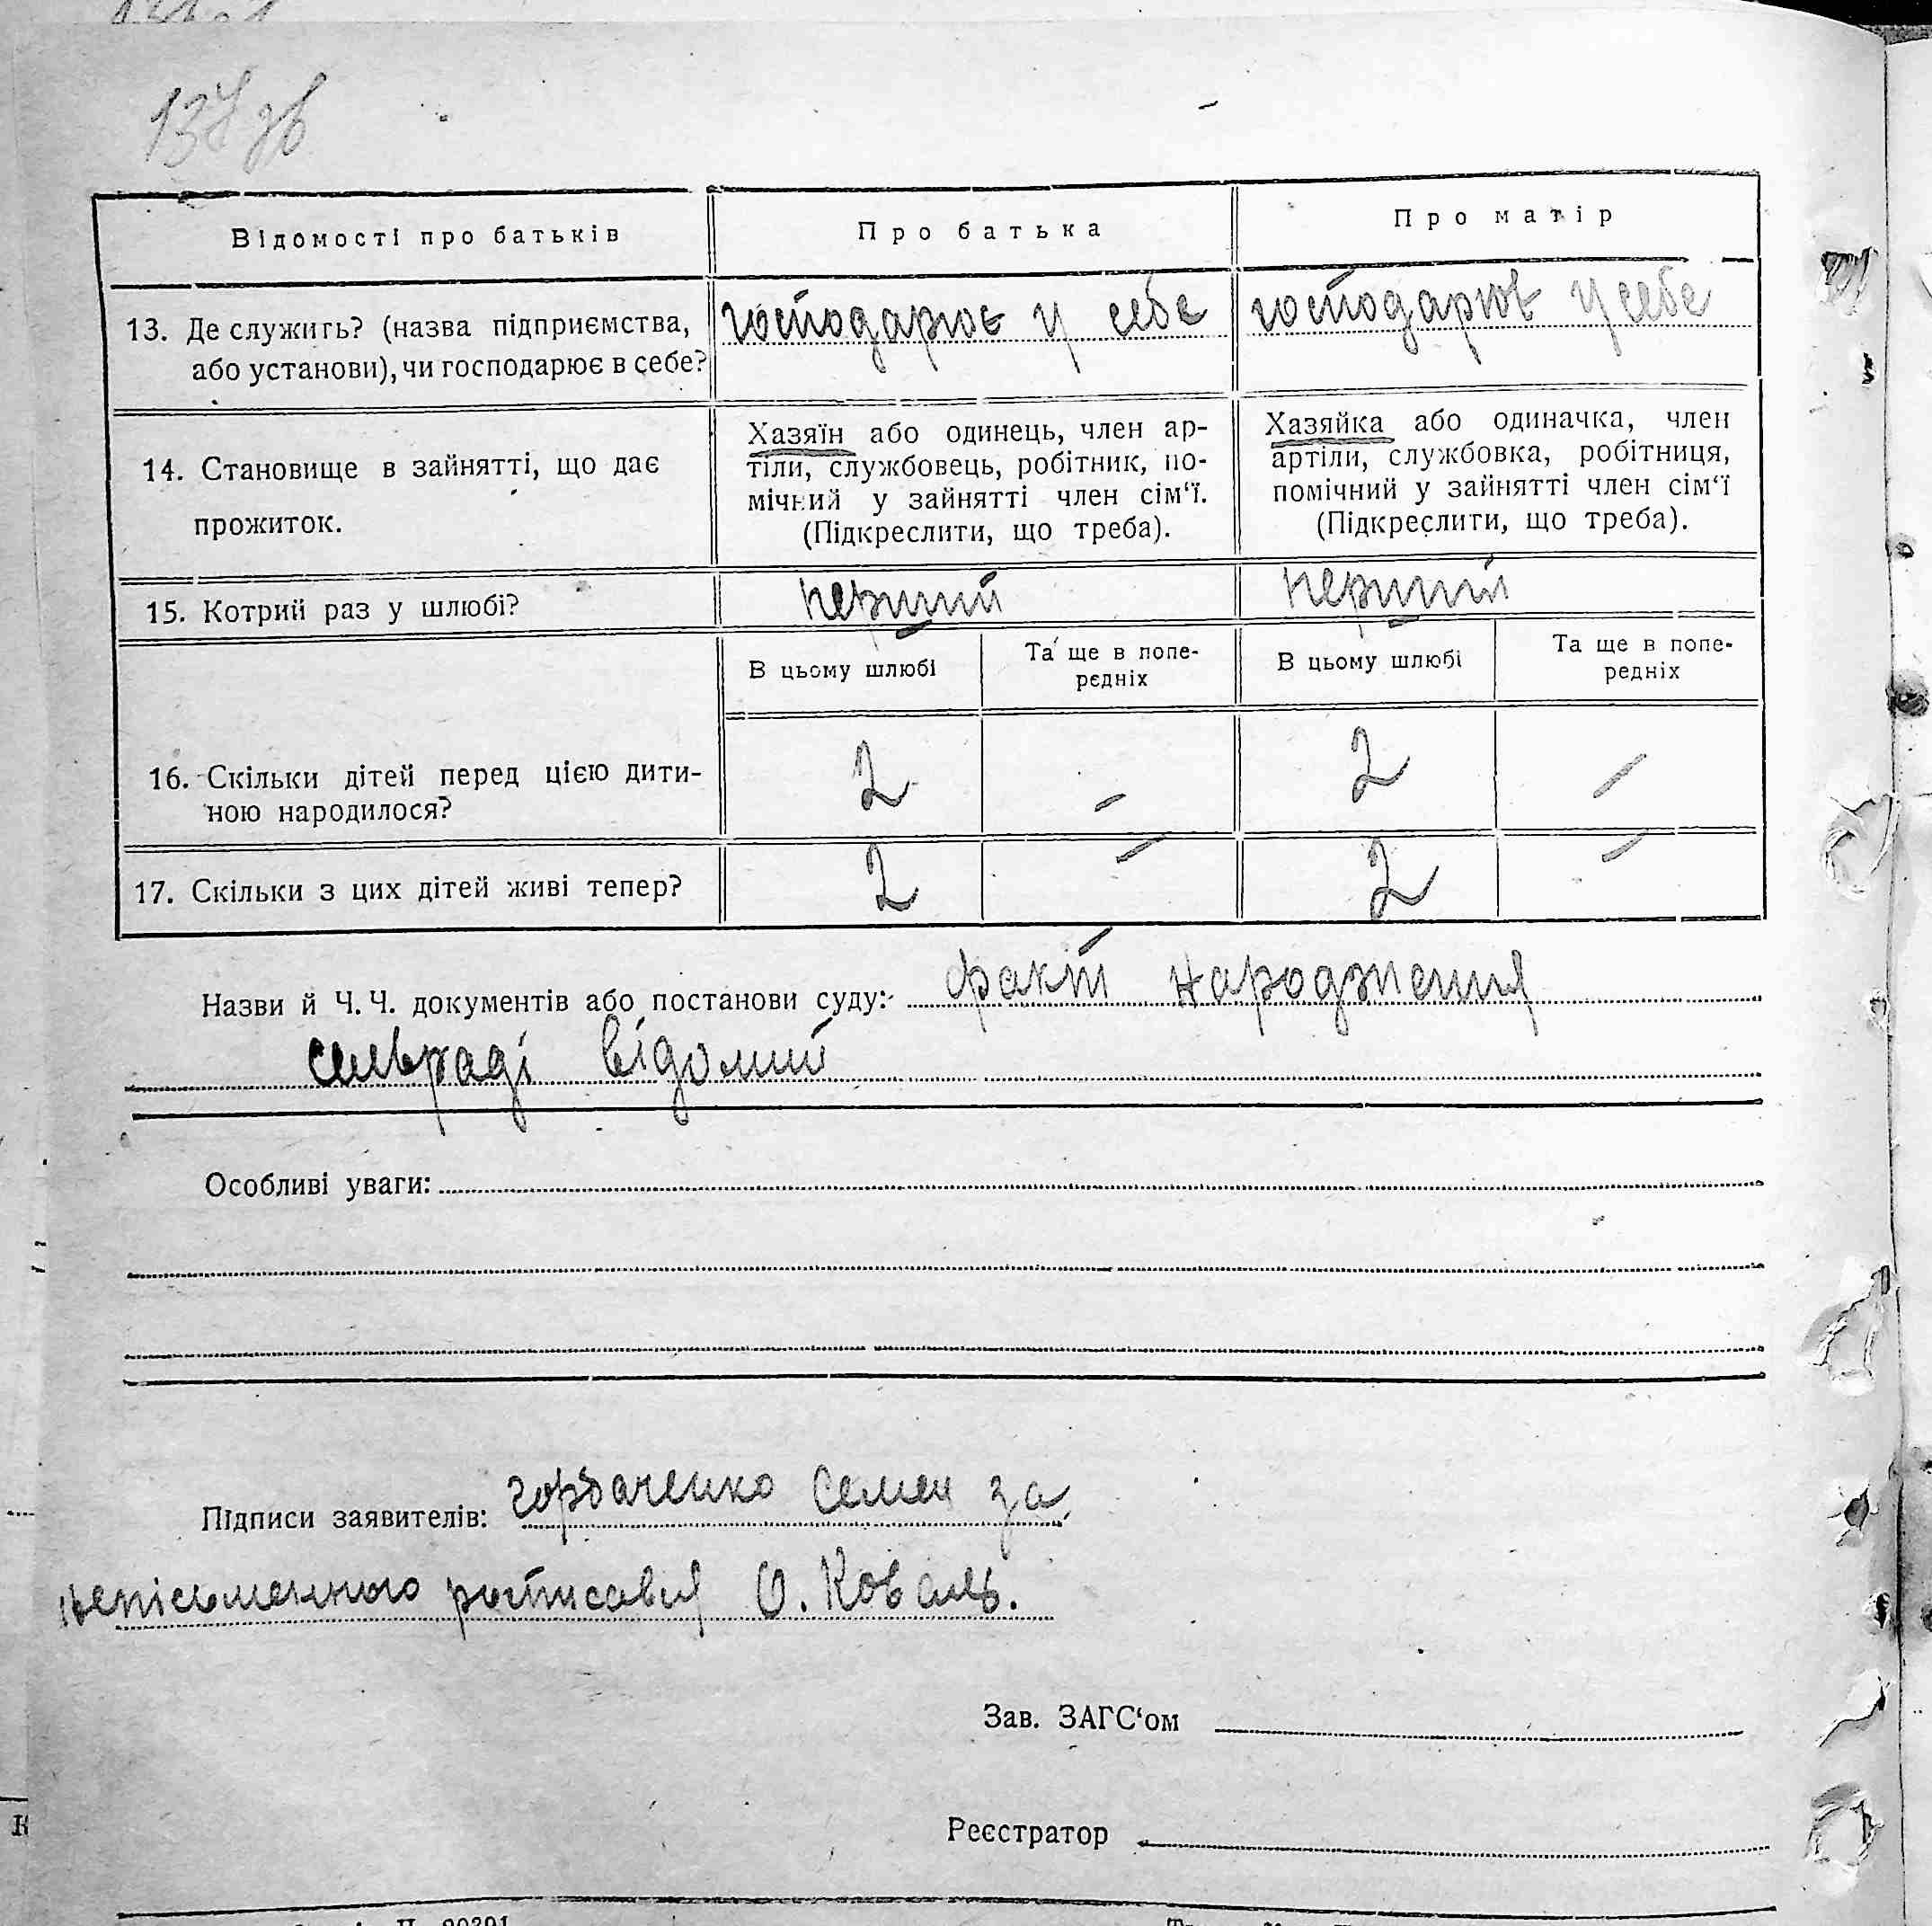 137 зв
Відомості про батьків
Про батька
Про матір
13. Де служить? (назва підприємства,
або установи), чи господарює в себе?
господарює у себе
господарює у себе
14. Становище в зайнятті, що дає
прожиток.
Хазяїн або одинець, член ар-
тіли, службовець, робітник, по-
мічний у зайнятті член сім‘ї.
(Підкреслити, що треба).
Хазяйка або одиначка, член
артіли, службовка, робітниця,
помічний у зайнятті член сім‘ї
(Підкреслити, що треба).
15. Котрий раз у шлюбі?
перший
перший
В цьому шлюбі
Та ще в попе-
редніх
В цьому шлюбі
Та ще в попе-
редніх
16. Скільки дітей перед цією дити-
ною народилося?
2
-
2
-
17. Скільки з цих дітей живі тепер?
2
-
2
-
Назви й Ч. Ч. документів або постанови суду: факт народження
сельраді відомий
Особливі уваги:
Підписи заявителів: Горбаченко Семен за
непісьменного росписався О. Коваль.
Зав. ЗАГС‘ом
Реєстратор